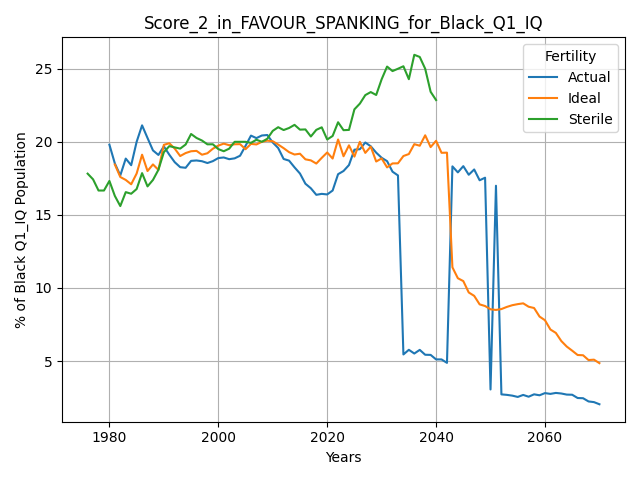 Score_2_in_FAVOUR_SPANKING_for_Black_Q1_IQ
Fertility
Actual
Ideal
Sterile
% of Black Q1_IQ Population
25
20
15
10
5
1980 2000 2020 2040 2060
Years